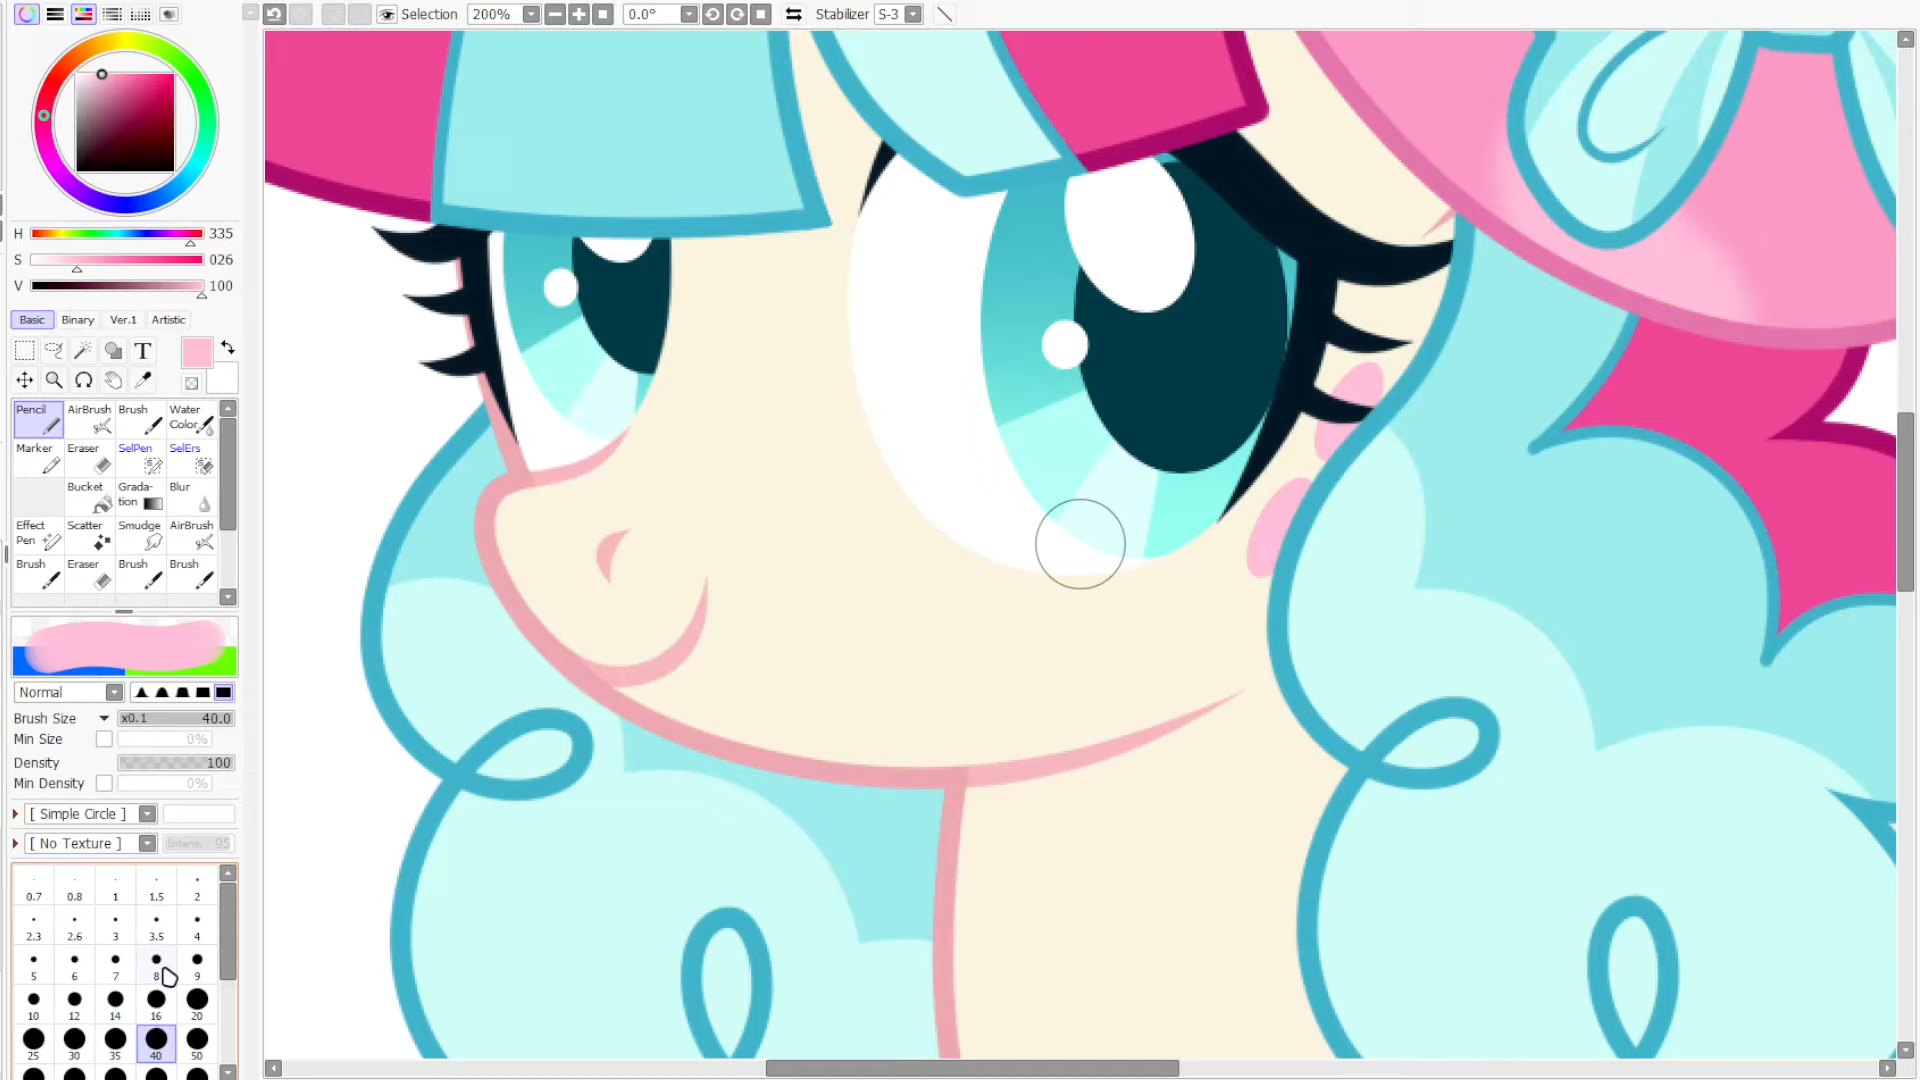 Selection 200% 0.0° Stabilizer S-3
H 335
S 026
V 100
Basic Binary Ver.1 Artistic
T
Pencil AirBrush Brush Water Color
Marker Eraser SelPen SelErs
Bucket Grada-tion Blur
Effect Pen Scatter Smudge AirBrush
Brush Eraser Brush Brush
Normal
Brush Size x0.1 40.0
Min Size 0%
Density 100
Min Density 0%
[ Simple Circle ]
[ No Texture ] Intens. 95
0.7 0.8 1 1.5 2
2.3 2.6 3 3.5 4
5 6 7 8 9
10 12 14 16 20
25 30 35 40 50